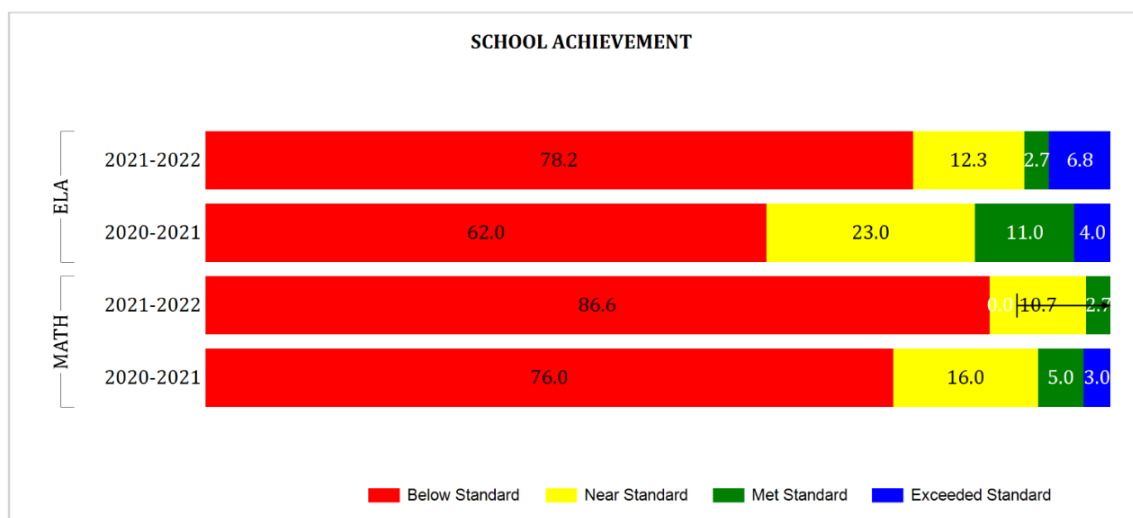 SCHOOL ACHIEVEMENT
ELA
2021-2022 78.2 12.3 2.7 6.8
2020-2021 62.0 23.0 11.0 4.0
MATH
2021-2022 86.6 0.0 10.7 2.7
2020-2021 76.0 16.0 5.0 3.0
Below Standard Near Standard Met Standard Exceeded Standard